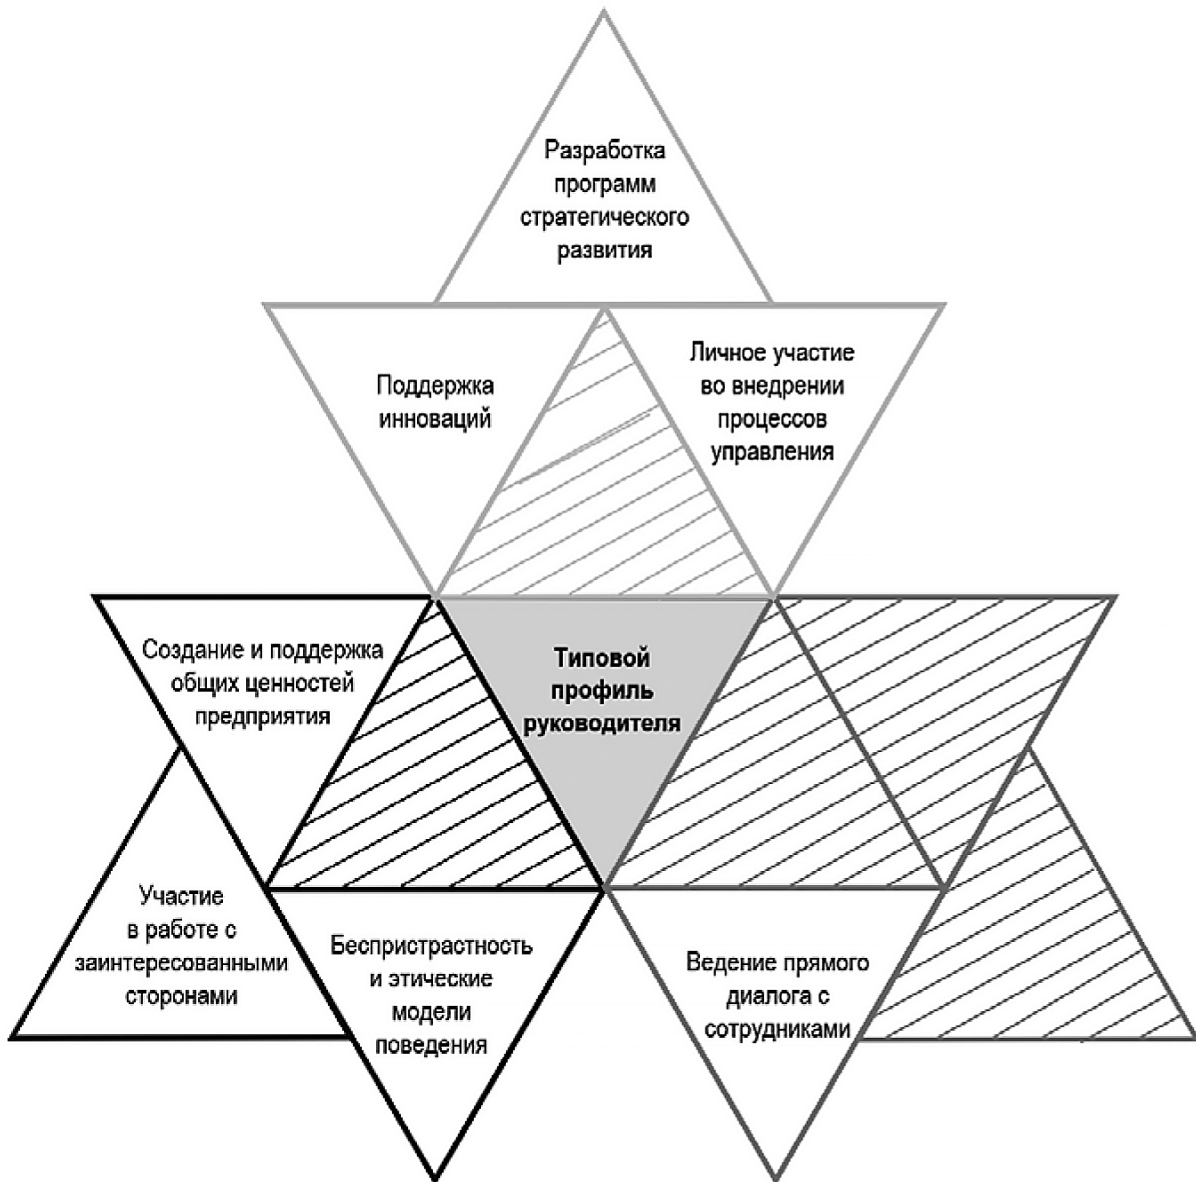 Разработка
программ
стратегического
развития
Поддержка
инноваций
Личное участие
во внедрении
процессов
управления
Создание и поддержка
общих ценностей
предприятия
Типовой
профиль
руководителя
Участие
в работе с
заинтересованными
сторонами
Беспристрастность
и этические
модели
поведения
Ведение прямого
диалога с
сотрудниками